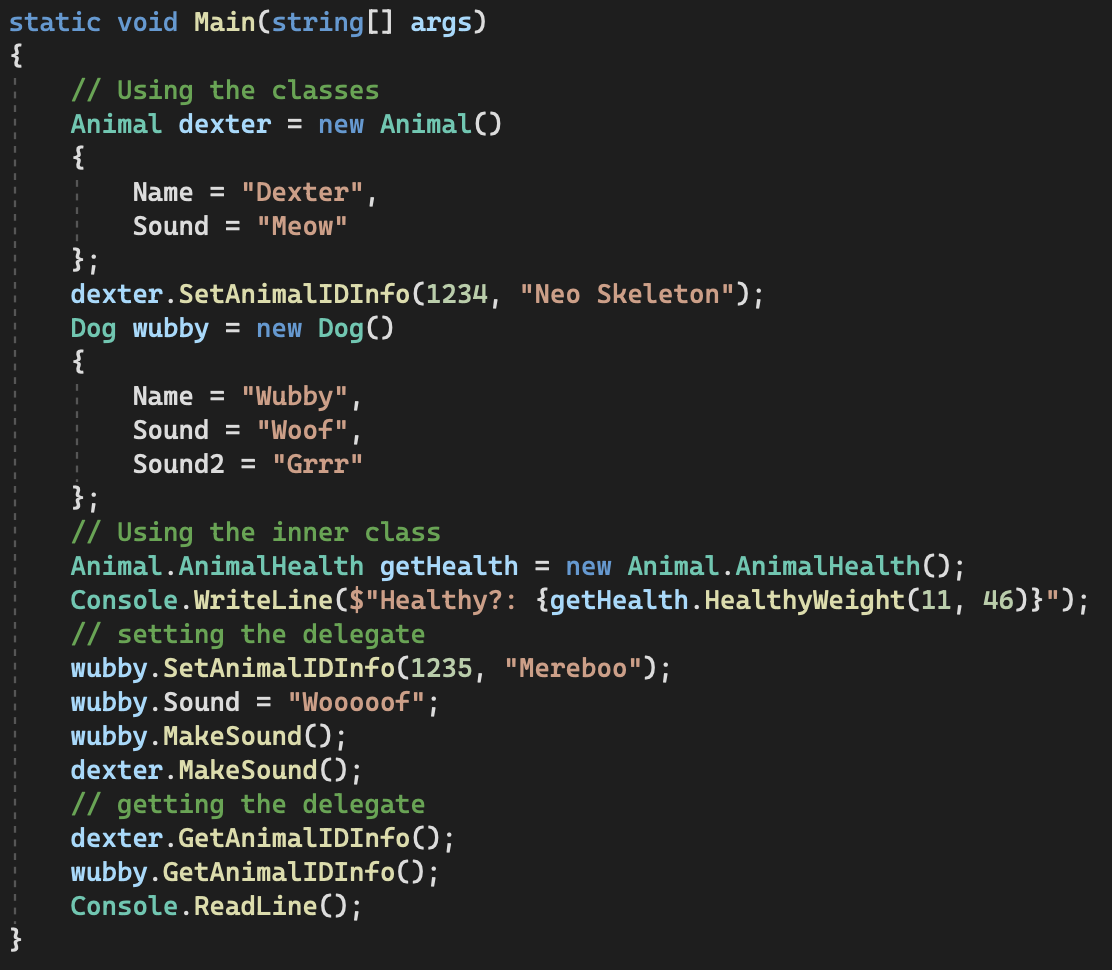 static void Main(string[] args)
{
    // Using the classes
    Animal dexter = new Animal()
    {
        Name = "Dexter",
        Sound = "Meow"
    };
    dexter.SetAnimalIDInfo(1234, "Neo Skeleton");
    Dog wubby = new Dog()
    {
        Name = "Wubby",
        Sound = "Woof",
        Sound2 = "Grrr"
    };
    // Using the inner class
    Animal.AnimalHealth getHealth = new Animal.AnimalHealth();
    Console.WriteLine($"Healthy?: {getHealth.HealthyWeight(11, 46)}");
    // setting the delegate
    wubby.SetAnimalIDInfo(1235, "Mereboo");
    wubby.Sound = "Wooooof";
    wubby.MakeSound();
    dexter.MakeSound();
    // getting the delegate
    dexter.GetAnimalIDInfo();
    wubby.GetAnimalIDInfo();
    Console.ReadLine();
}